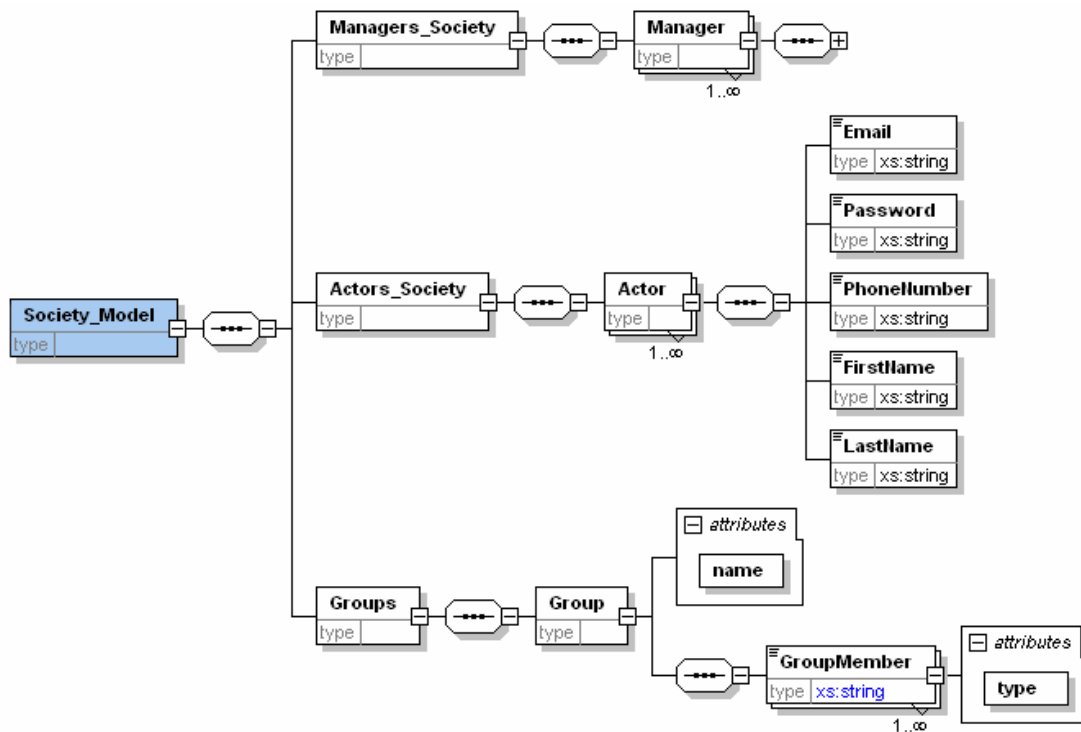 Managers_Society
type
Manager
type
1..∞
Email
type xs:string
Password
type xs:string
Society_Model
type
Actors_Society
type
Actor
type
1..∞
PhoneNumber
type xs:string
FirstName
type xs:string
LastName
type xs:string
Groups
type
Group
type
attributes
name
GroupMember
type xs:string
1..∞
attributes
type